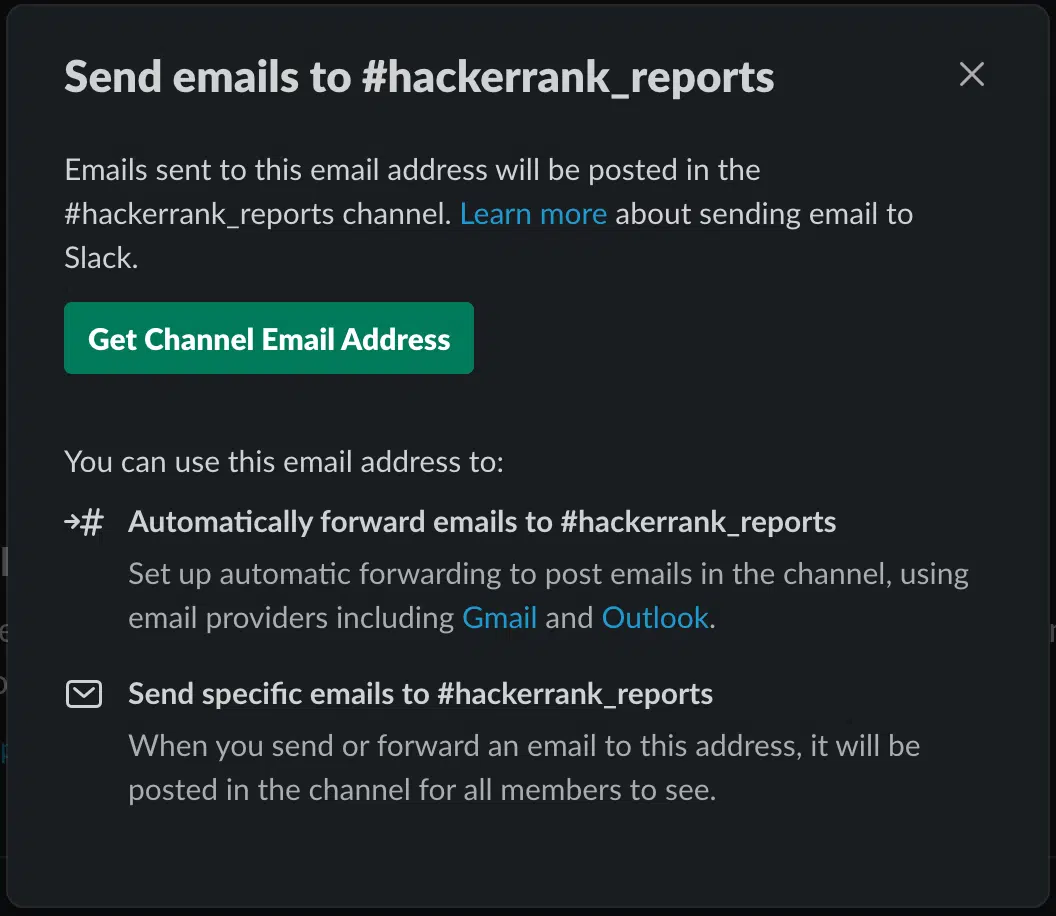 Send emails to #hackerrank_reports
Emails sent to this email address will be posted in the
#hackerrank_reports channel. Learn more about sending email to
Slack.
Get Channel Email Address
You can use this email address to:
Automatically forward emails to #hackerrank_reports
Set up automatic forwarding to post emails in the channel, using
email providers including Gmail and Outlook.
Send specific emails to #hackerrank_reports
When you send or forward an email to this address, it will be
posted in the channel for all members to see.